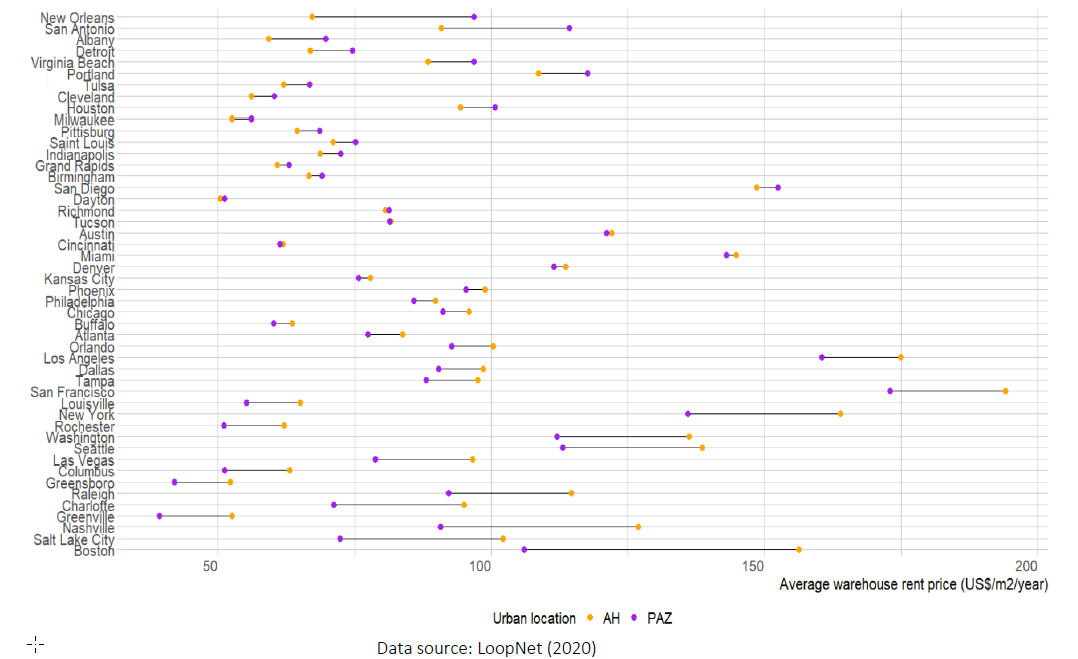 New Orleans
San Antonio
Albany
Detroit
Virginia Beach
Portland
Tulsa
Cleveland
Houston
Milwaukee
Pittsburg
Saint Louis
Indianapolis
Grand Rapids
Birmingham
San Diego
Dayton
Richmond
Tucson
Austin
Cincinnati
Miami
Denver
Kansas City
Phoenix
Philadelphia
Chicago
Buffalo
Atlanta
Orlando
Los Angeles
Dallas
Tampa
San Francisco
Louisville
New York
Rochester
Washington
Seattle
Las Vegas
Columbus
Greensboro
Raleigh
Charlotte
Greenville
Nashville
Salt Lake City
Boston
50 100 150 200
Average warehouse rent price (US$/m2/year)
Urban location AH PAZ
Data source: LoopNet (2020)